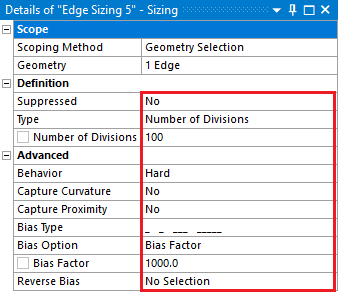 Details of "Edge Sizing 5" - Sizing
Scope
Scoping Method Geometry Selection
Geometry 1 Edge
Definition
Suppressed No
Type Number of Divisions
Number of Divisions 100
Advanced
Behavior Hard
Capture Curvature No
Capture Proximity No
Bias Type _ _ ___ _____
Bias Option Bias Factor
Bias Factor 1000.0
Reverse Bias No Selection